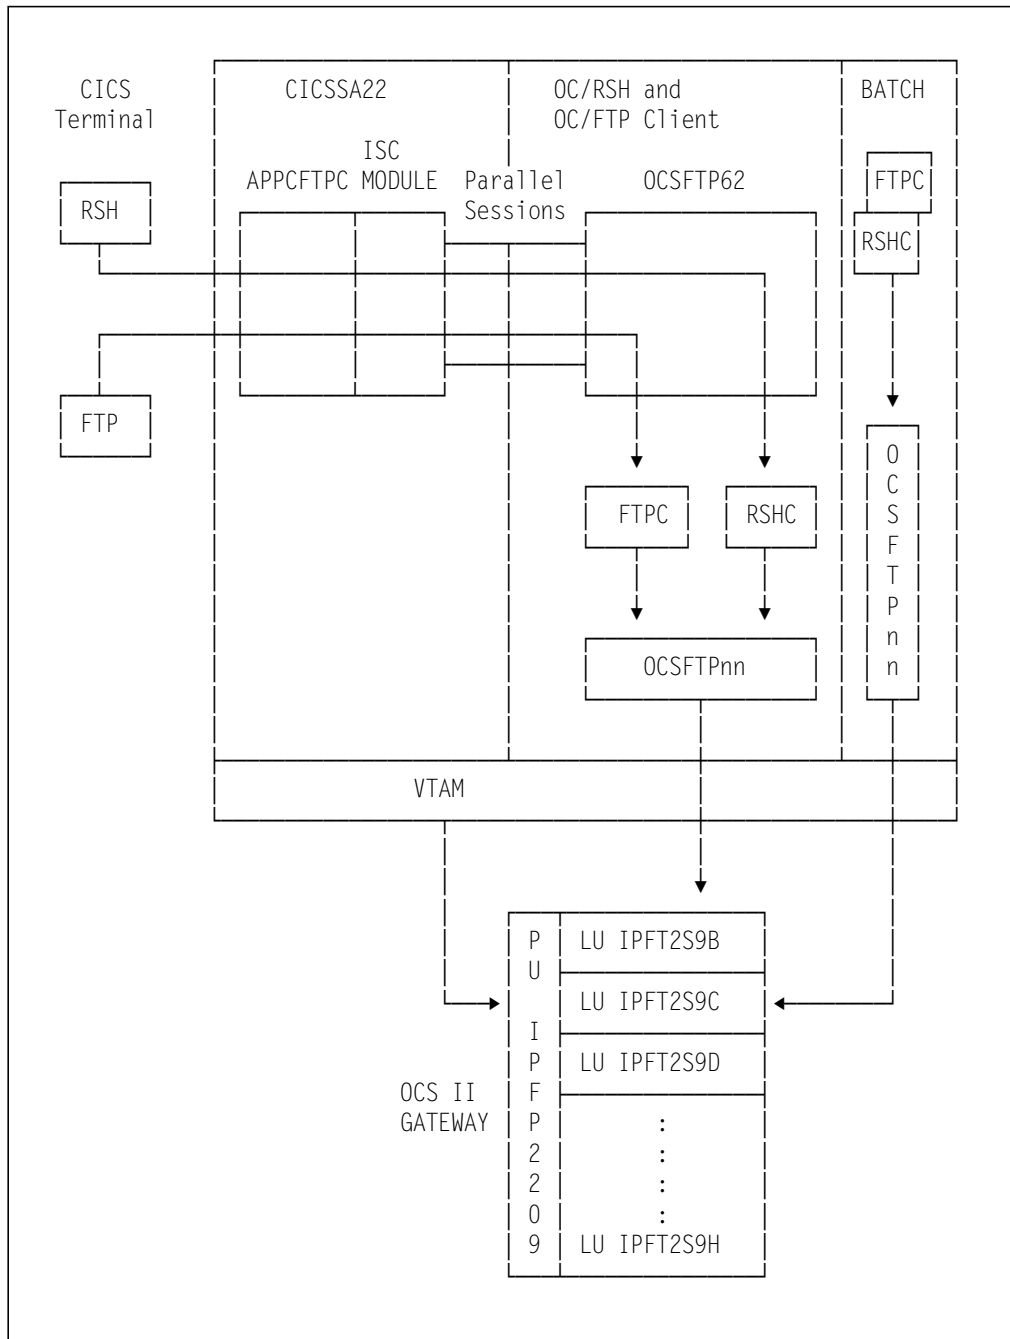 CICS
Terminal
CICSSA22
OC/RSH and
OC/FTP Client
BATCH
ISC
APPCFTPC MODULE
Parallel
Sessions
OCSFTP62
FTPC
RSHC
RSH
FTP
FTPC
RSHC
O
C
S
F
T
P
n
n
OCSFTPnn
VTAM
P
U
I
P
F
P
2
2
0
9
LU IPFT2S9B
LU IPFT2S9C
LU IPFT2S9D
:
:
:
:
LU IPFT2S9H
OCS II
GATEWAY